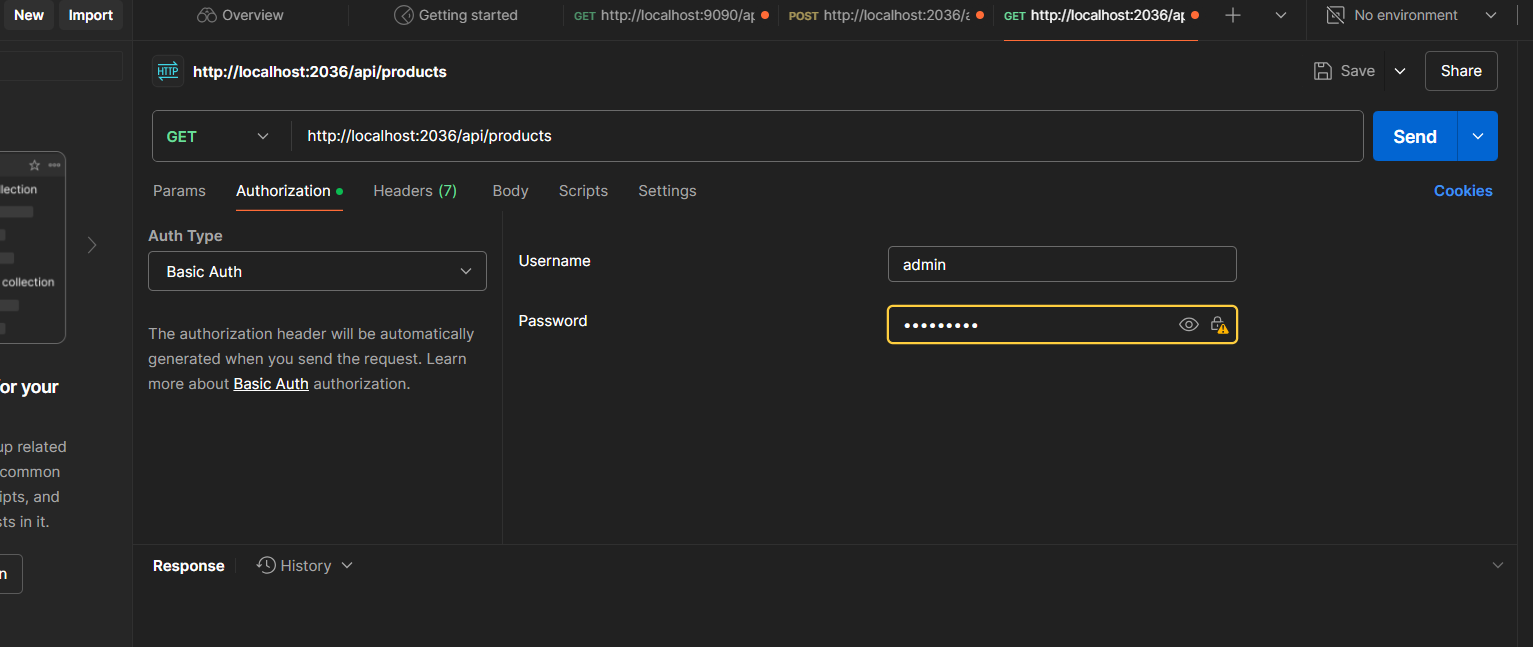 New Import Overview Getting started GET http://localhost:9090/ap POST http://localhost:2036/a GET http://localhost:2036/ap No environment
HTTP http://localhost:2036/api/products Save Share
GET http://localhost:2036/api/products Send
Params Authorization Headers (7) Body Scripts Settings Cookies
Auth Type
Basic Auth
The authorization header will be automatically
generated when you send the request. Learn
more about Basic Auth authorization.
Username admin
Password •••••••••
llection
collection
or your
up related
common
ipts, and
sts in it.
n
Response History